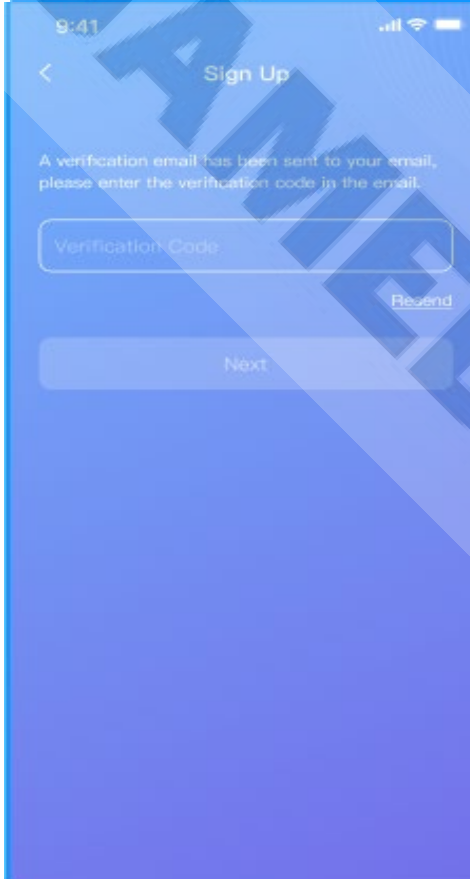 9:41
Sign Up
A verification email has been sent to your email,
please enter the verification code in the email.
Verification Code
Resend
Next